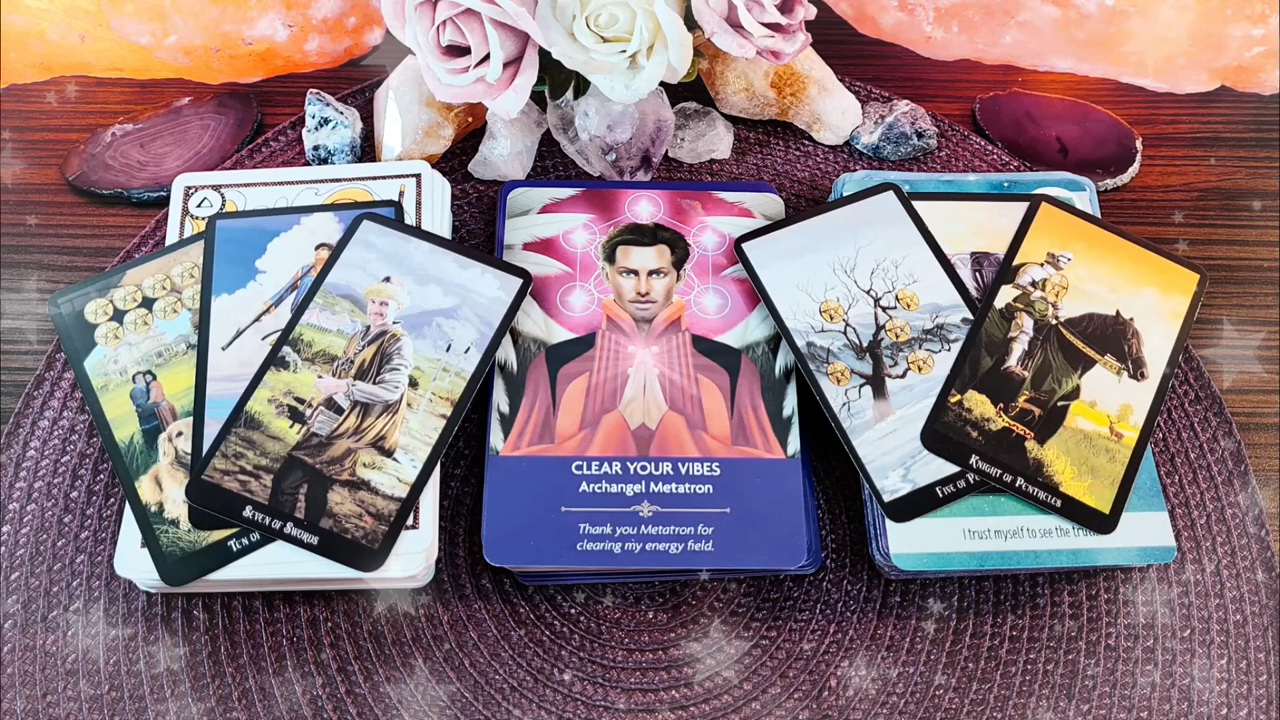 SEVEN OF SWORDS
TEN OF
CLEAR YOUR VIBES
Archangel Metatron
Thank you Metatron for
clearing my energy field.
FIVE OF
KNIGHT OF PENTACLES
I trust myself to see the